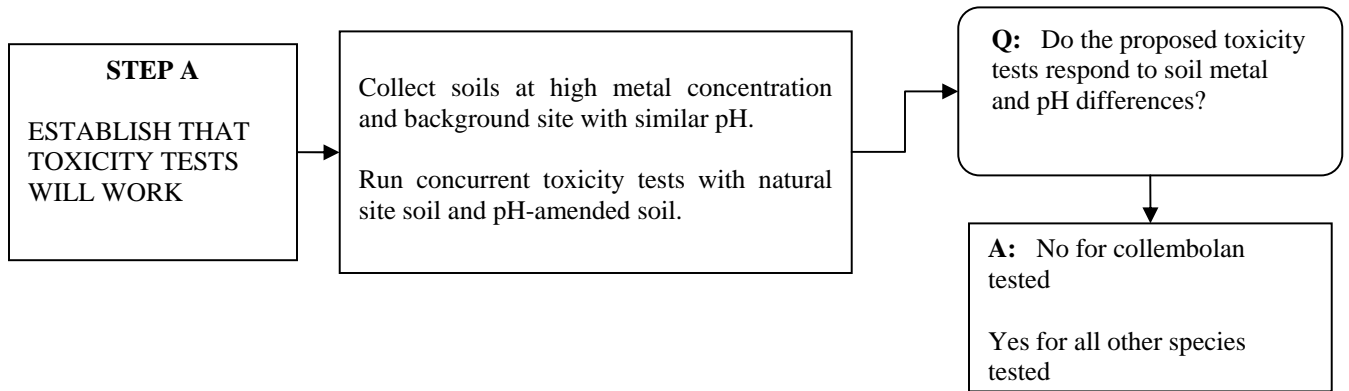 STEP A
ESTABLISH THAT
TOXICITY TESTS
WILL WORK
Collect soils at high metal concentration
and background site with similar pH.
Run concurrent toxicity tests with natural
site soil and pH-amended soil.
Q: Do the proposed toxicity
tests respond to soil metal
and pH differences?
A: No for collembolan
tested
Yes for all other species
tested